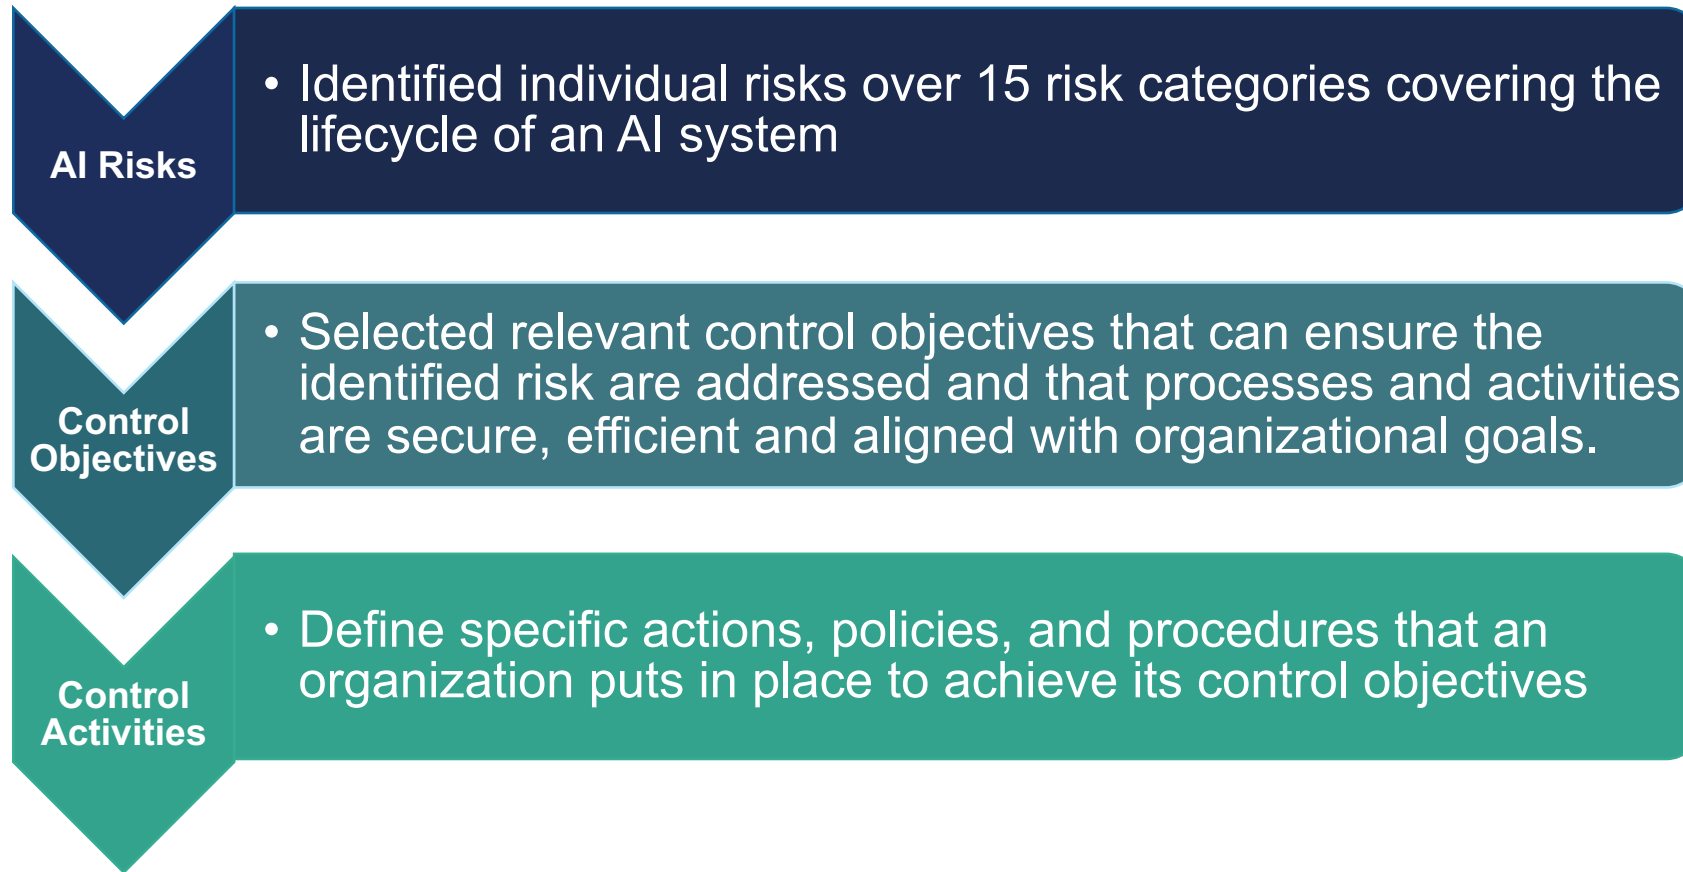 AI Risks
• Identified individual risks over 15 risk categories covering the
lifecycle of an AI system
Control
Objectives
• Selected relevant control objectives that can ensure the
identified risk are addressed and that processes and activities
are secure, efficient and aligned with organizational goals.
Control
Activities
• Define specific actions, policies, and procedures that an
organization puts in place to achieve its control objectives